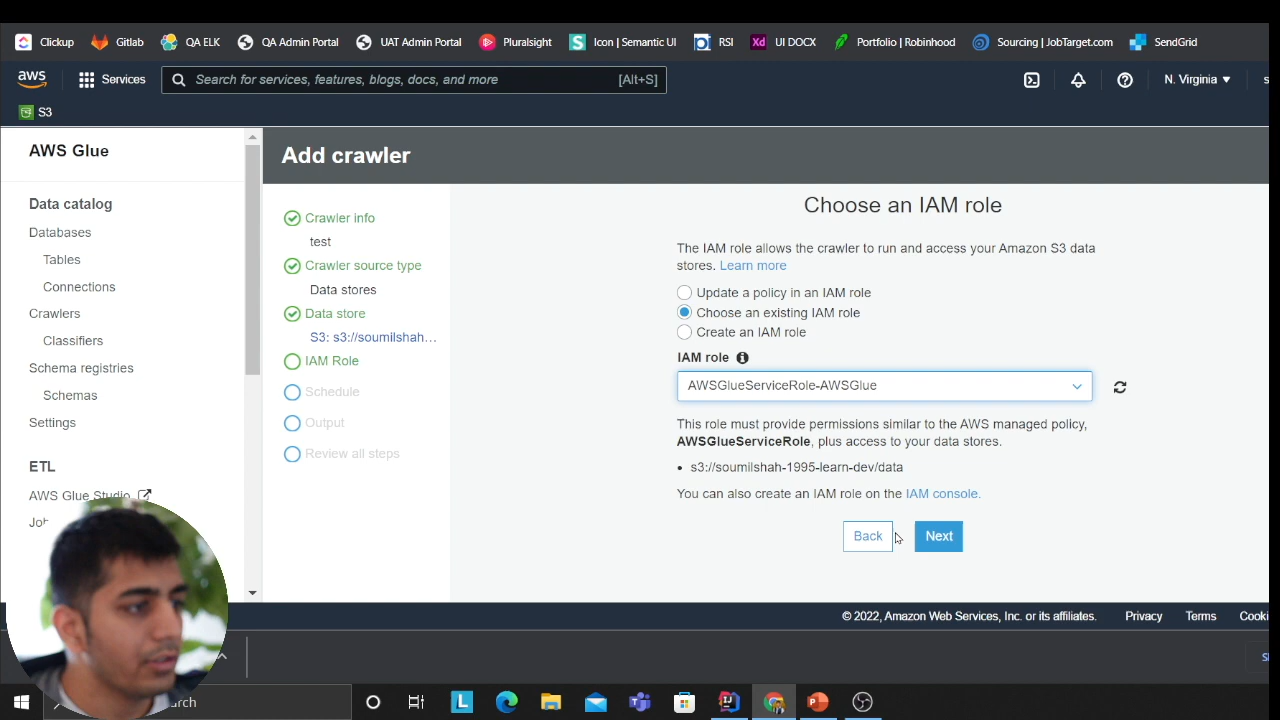 Clickup
Gitlab
QA ELK
QA Admin Portal
UAT Admin Portal
Pluralsight
Icon | Semantic UI
RSI
Xd UI DOCX
Portfolio | Robinhood
Sourcing | JobTarget.com
SendGrid
aws
Services
Search for services, features, blogs, docs, and more [Alt+S]
N. Virginia
S3
AWS Glue
Data catalog
Databases
Tables
Connections
Crawlers
Classifiers
Schema registries
Schemas
Settings
ETL
AWS Glue Studio
Add crawler
Crawler info
test
Crawler source type
Data stores
Data store
S3: s3://soumilshah...
IAM Role
Schedule
Output
Review all steps
Choose an IAM role
The IAM role allows the crawler to run and access your Amazon S3 data
stores. Learn more
Update a policy in an IAM role
Choose an existing IAM role
Create an IAM role
IAM role
AWSGlueServiceRole-AWSGlue
This role must provide permissions similar to the AWS managed policy,
AWSGlueServiceRole, plus access to your data stores.
• s3://soumilshah-1995-learn-dev/data
You can also create an IAM role on the IAM console.
Back
Next
© 2022, Amazon Web Services, Inc. or its affiliates.
Privacy
Terms
Cooki